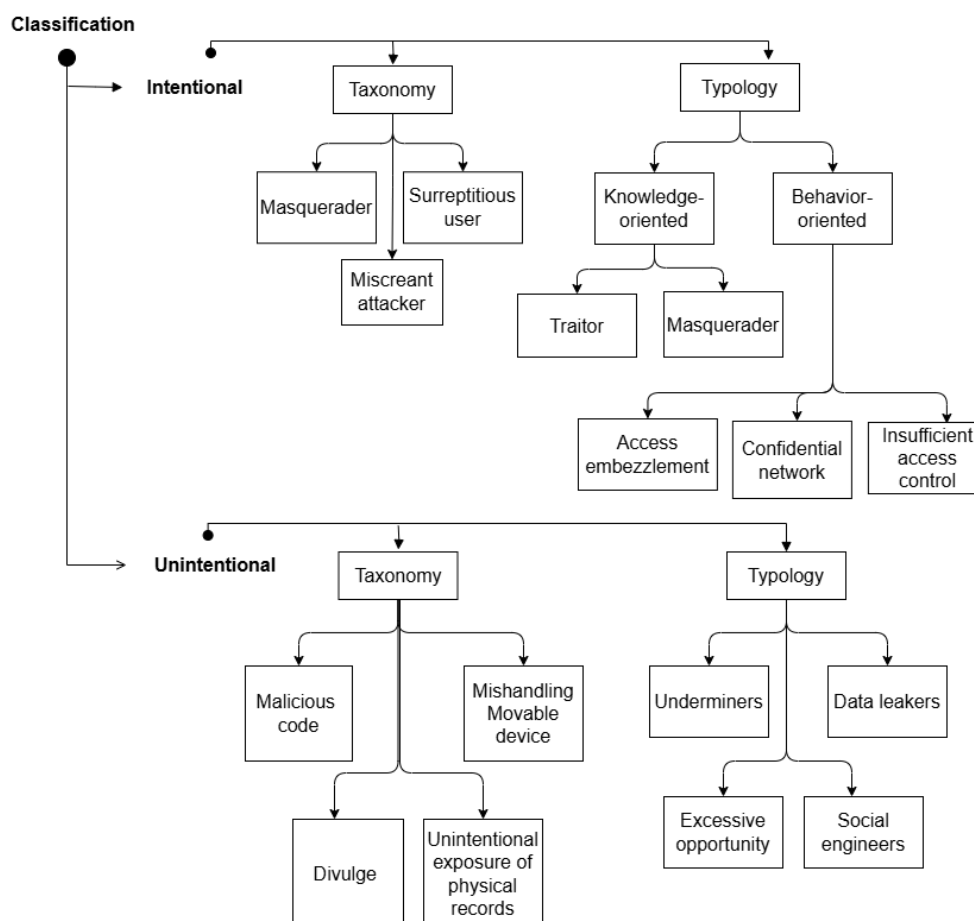 Classification
Intentional
Taxonomy
Typology
Masquerader
Surreptitious
user
Miscreant
attacker
Knowledge-
oriented
Behavior-
oriented
Traitor
Masquerader
Access
embezzlement
Confidential
network
Insufficient
access
control
Unintentional
Taxonomy
Typology
Malicious
code
Mishandling
Movable
device
Divulge
Unintentional
exposure of
physical
records
Underminers
Data leakers
Excessive
opportunity
Social
engineers